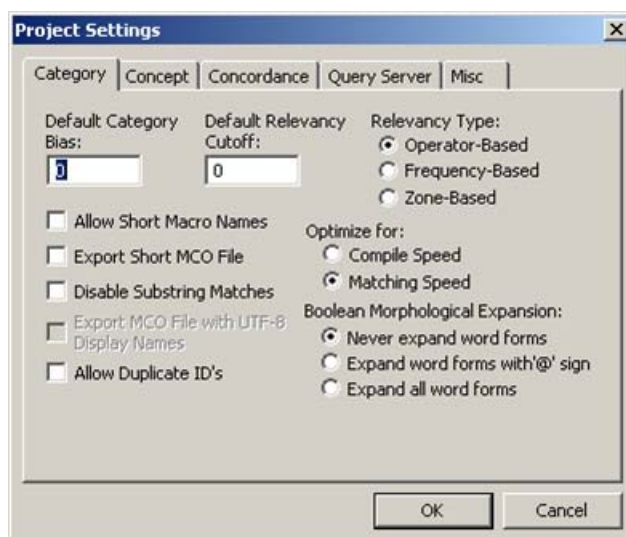 Project Settings
Category Concept Concordance Query Server Misc
Default Category
Bias:
0
Default Relevancy
Cutoff:
0
Relevancy Type:
Operator-Based
Frequency-Based
Zone-Based
Allow Short Macro Names
Export Short MCO File
Disable Substring Matches
Export MCO File with UTF-8
Display Names
Allow Duplicate ID's
Optimize for:
Compile Speed
Matching Speed
Boolean Morphological Expansion:
Never expand word forms
Expand word forms with'@' sign
Expand all word forms
OK Cancel